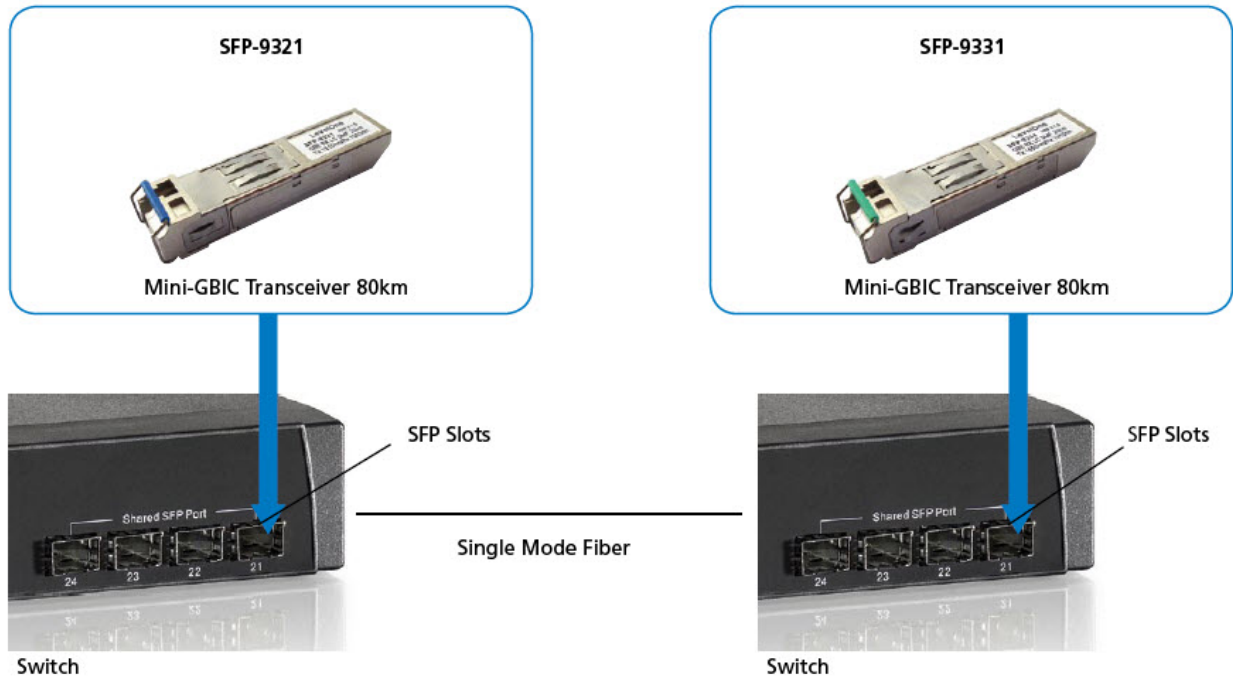 SFP-9321
Mini-GBIC Transceiver 80km
SFP-9331
Mini-GBIC Transceiver 80km
SFP Slots
Shared SFP Port
24 23 22 21
Single Mode Fiber
Switch
SFP Slots
Shared SFP Port
24 23 22 21
Switch